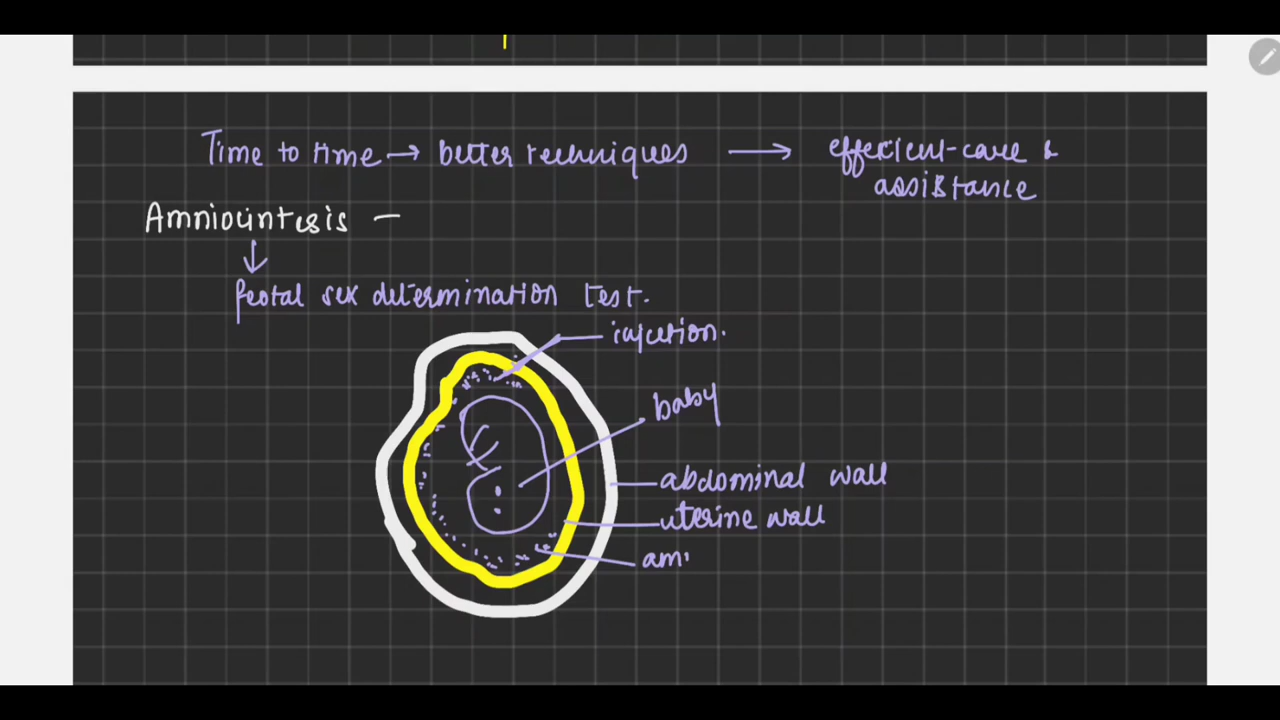 Time to time → better techniques → efficient-care &
assistance
Amniocintesis –
↓
feotal sex determination test.
injection.
baby
abdominal wall
uterine wall
am